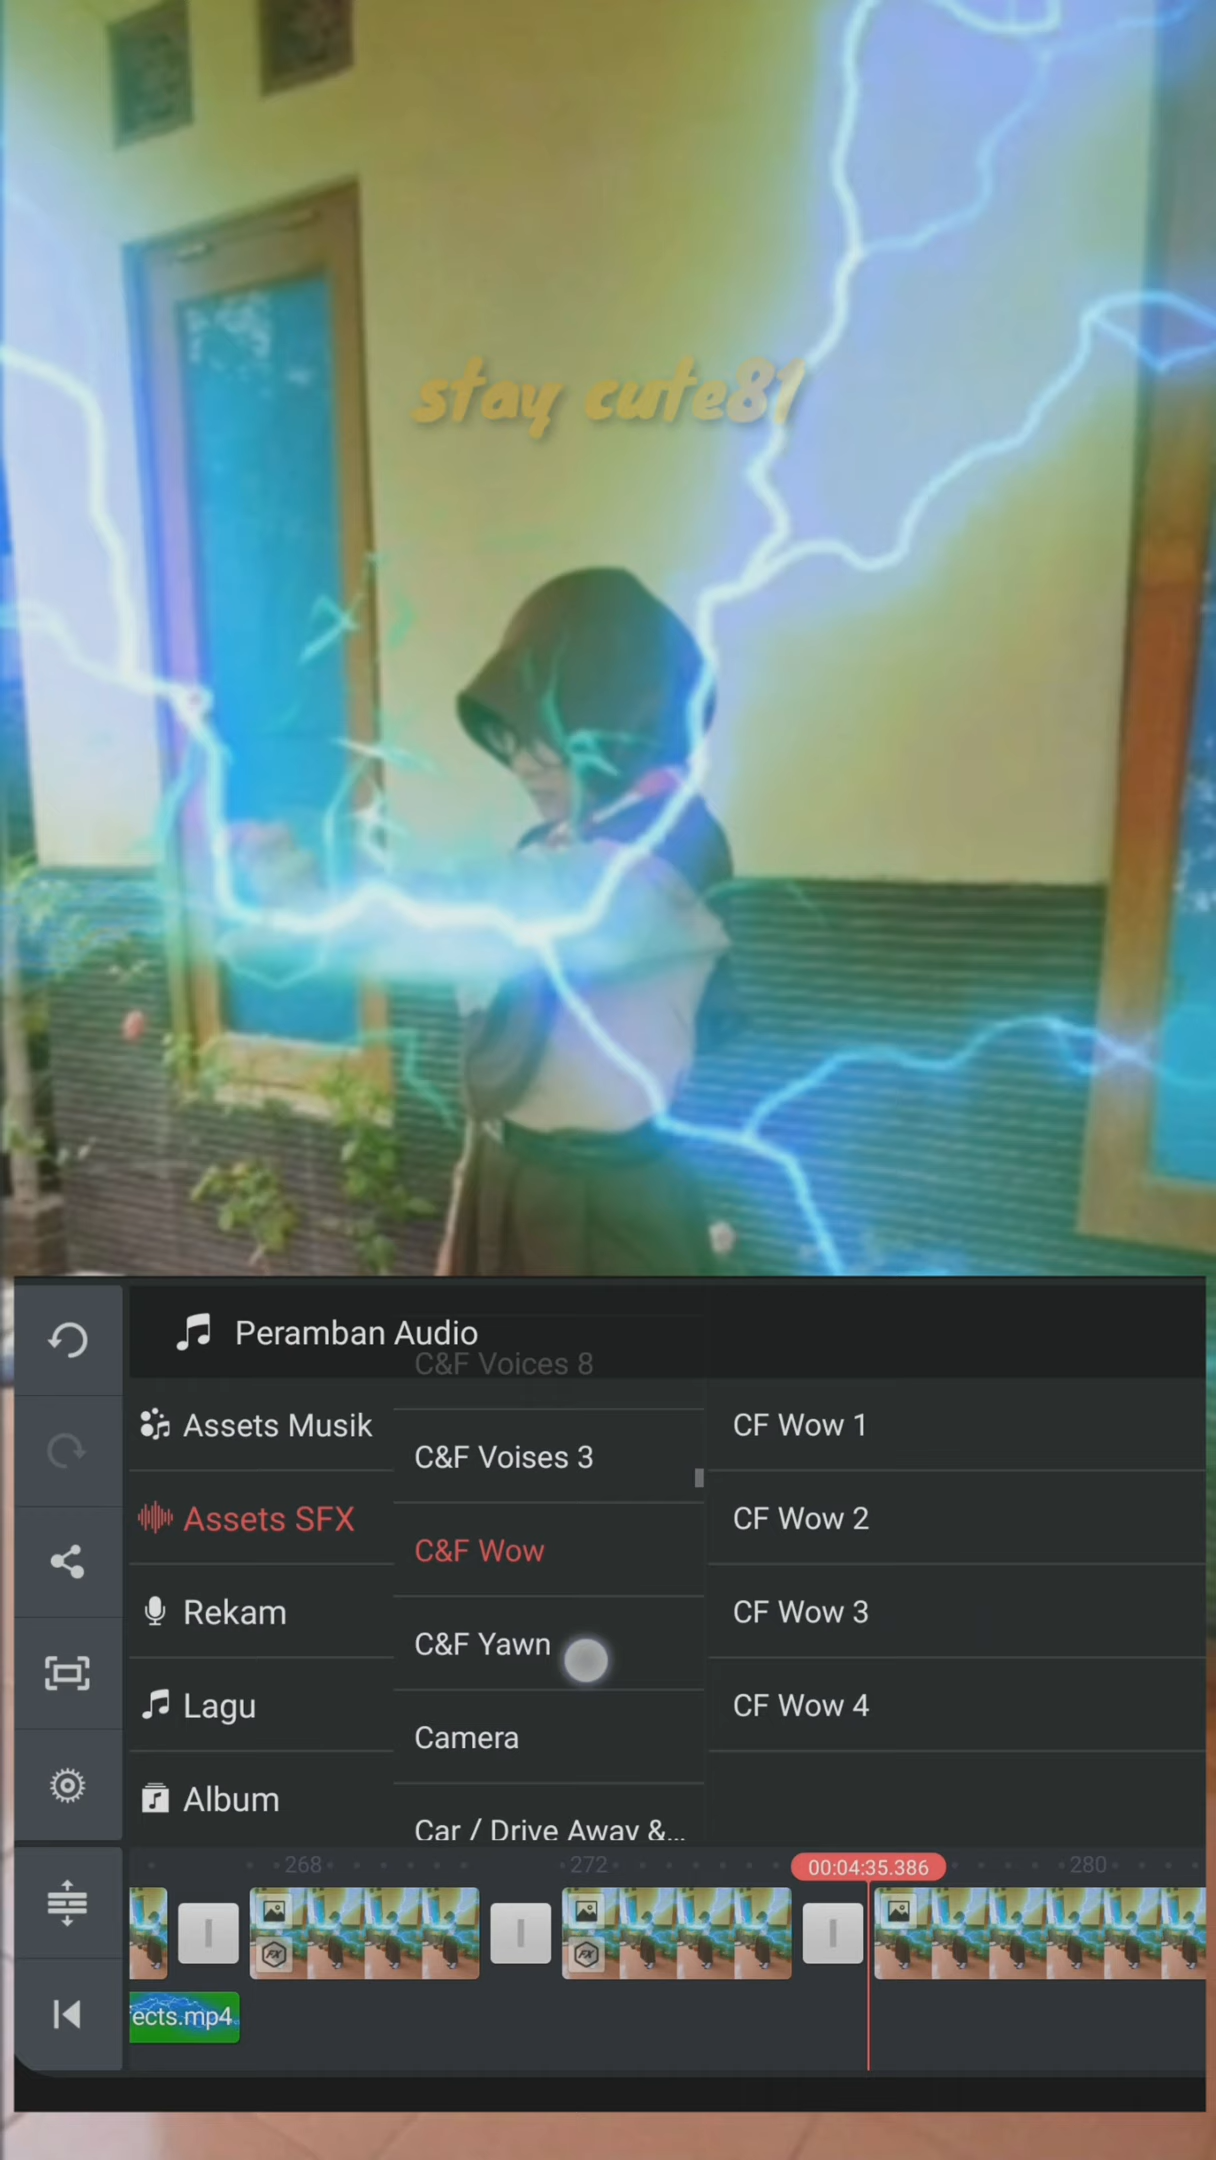 stay cute81
Peramban Audio
C&F Voices 8
Assets Musik
C&F Voises 3
CF Wow 1
Assets SFX
C&F Wow
CF Wow 2
Rekam
C&F Yawn
CF Wow 3
Lagu
Camera
CF Wow 4
Album
Car / Drive Away &...
268
272
00:04:35.386
280
FX
FX
ects.mp4